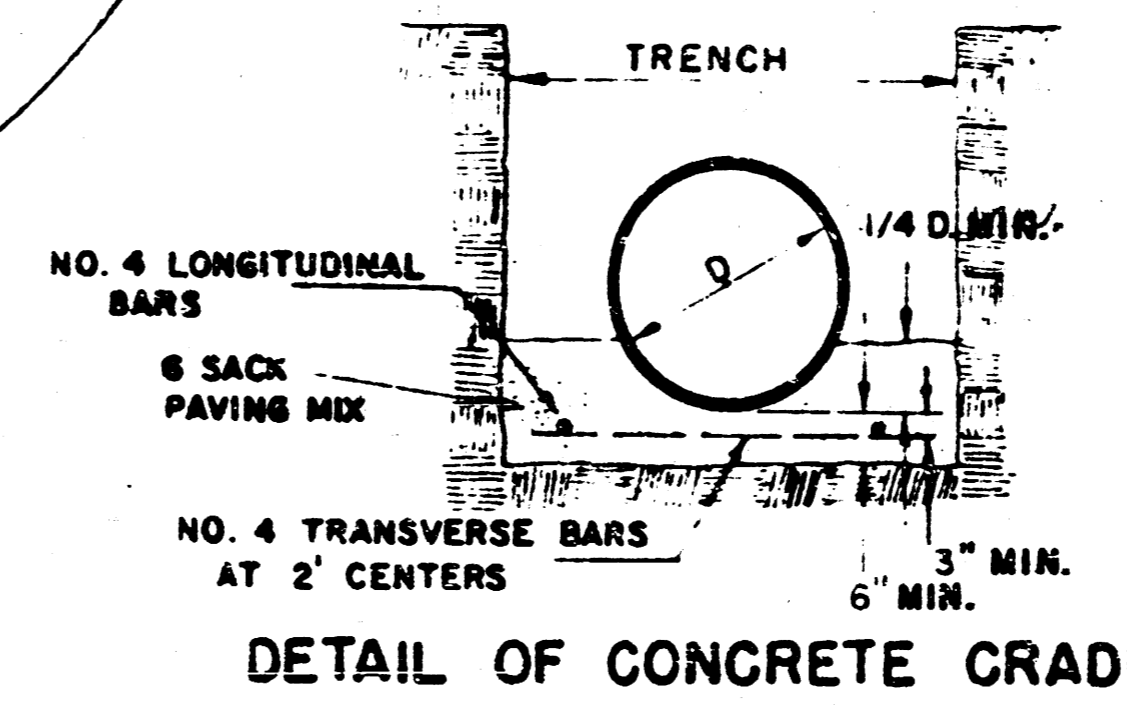 TRENCH
1/4 D. MIN.
D
NO. 4 LONGITUDINAL
BARS
6 SACK
PAVING MIX
NO. 4 TRANSVERSE BARS
AT 2' CENTERS
3" MIN.
6" MIN.
DETAIL OF CONCRETE CRAD